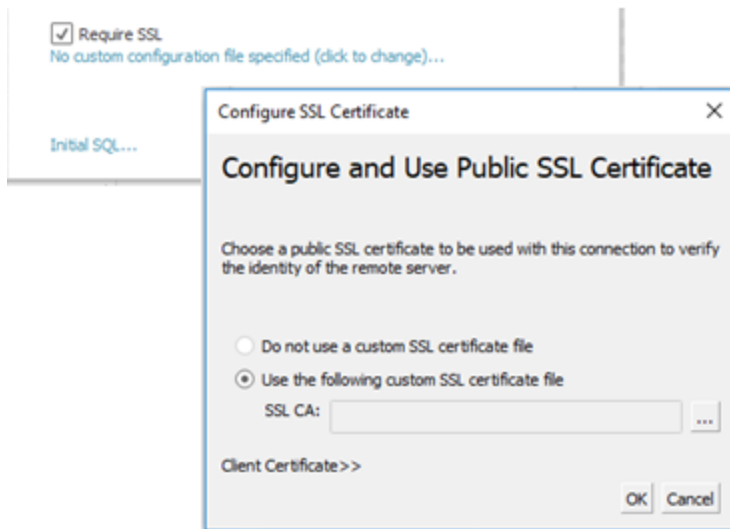 Require SSL
No custom configuration file specified (click to change)...
Initial SQL...
Configure SSL Certificate
Configure and Use Public SSL Certificate
Choose a public SSL certificate to be used with this connection to verify
the identity of the remote server.
Do not use a custom SSL certificate file
Use the following custom SSL certificate file
SSL CA:
...
Client Certificate>>
OK Cancel